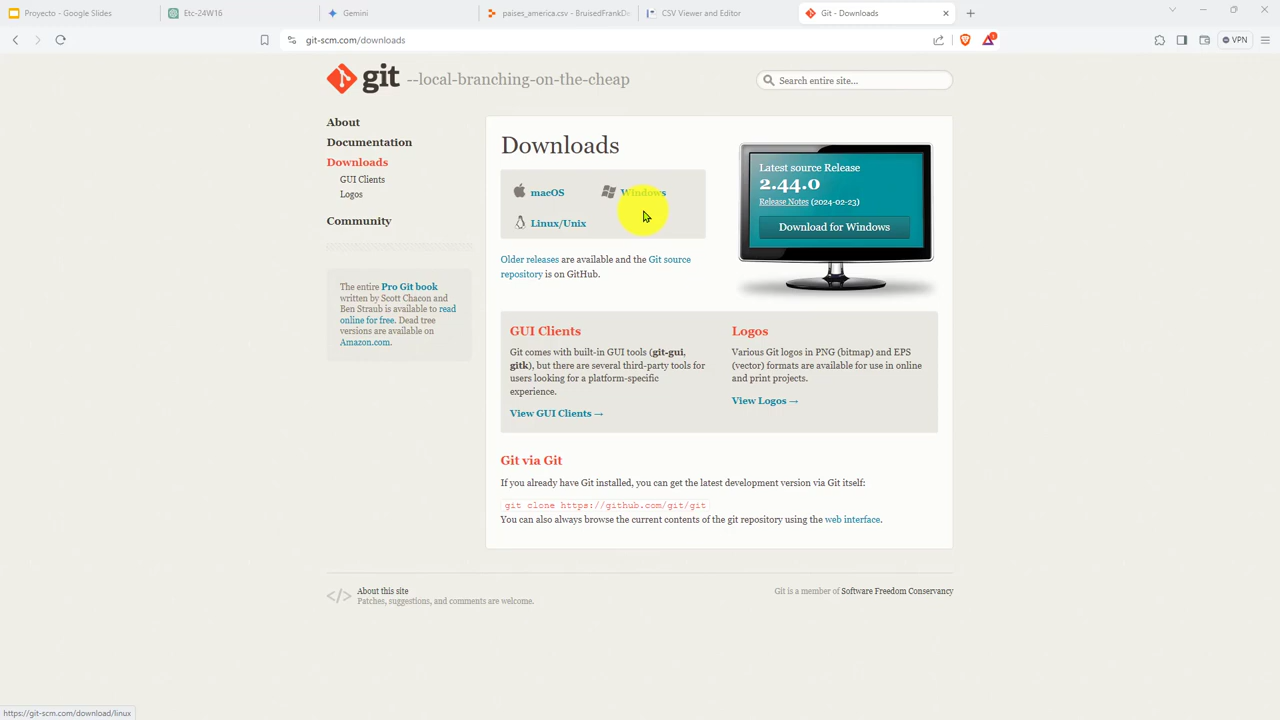 Proyecto - Google Slides
Etc-24W16
Gemini
paises_america.csv - BruisedFrankDe
CSV Viewer and Editor
Git - Downloads
git-scm.com/downloads
VPN
git --local-branching-on-the-cheap
Search entire site...
About
Documentation
Downloads
GUI Clients
Logos
Community
The entire Pro Git book
written by Scott Chacon and
Ben Straub is available to read
online for free. Dead tree
versions are available on
Amazon.com.
Downloads
macOS
Windows
Linux/Unix
Older releases are available and the Git source
repository is on GitHub.
Latest source Release
2.44.0
Release Notes (2024-02-23)
Download for Windows
GUI Clients
Git comes with built-in GUI tools (git-gui,
gitk), but there are several third-party tools for
users looking for a platform-specific
experience.
View GUI Clients →
Logos
Various Git logos in PNG (bitmap) and EPS
(vector) formats are available for use in online
and print projects.
View Logos →
Git via Git
If you already have Git installed, you can get the latest development version via Git itself:
git clone https://github.com/git/git
You can also always browse the current contents of the git repository using the web interface.
</> About this site
Patches, suggestions, and comments are welcome.
Git is a member of Software Freedom Conservancy
https://git-scm.com/download/linux